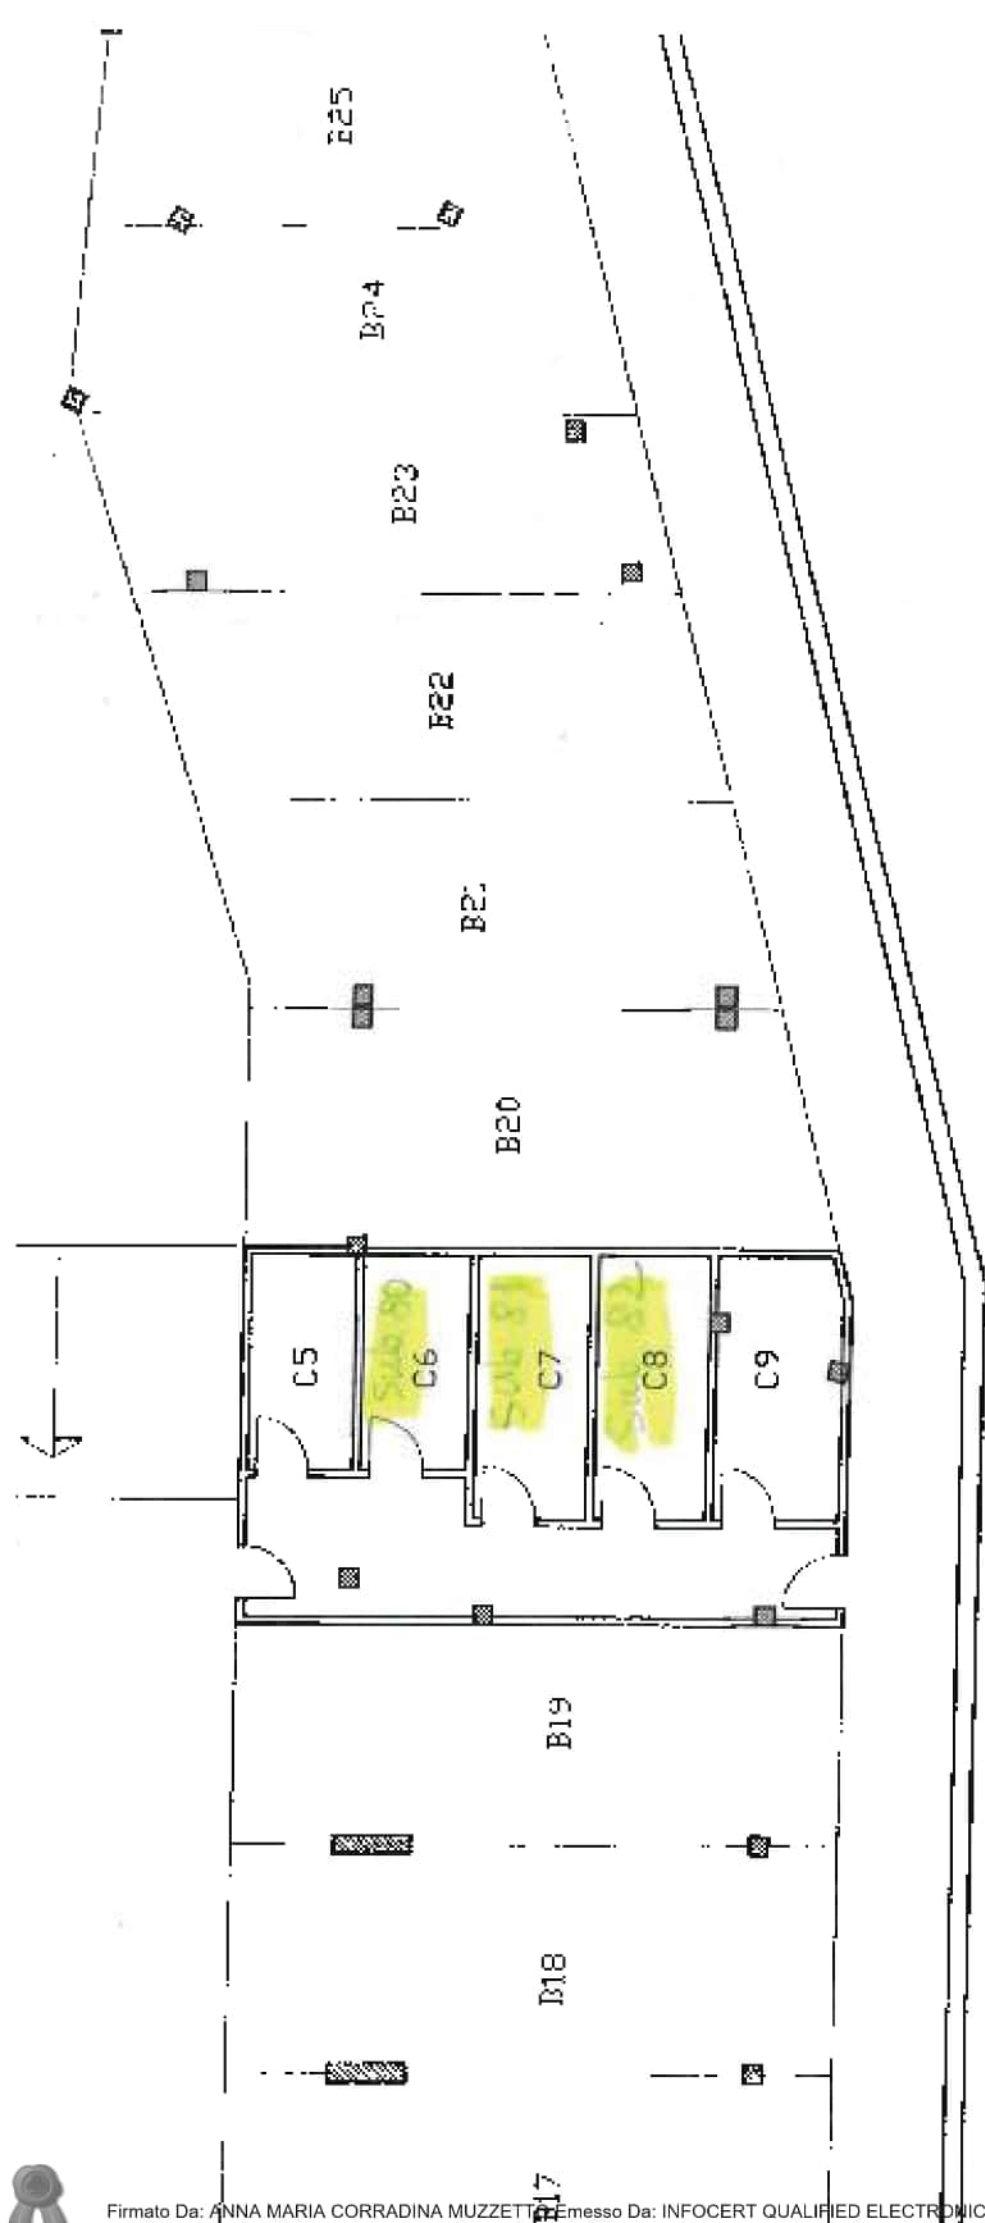 B25
B24
B23
B22
B21
B20
C5
Sub 80
C6
Sub 81
C7
Sub 82
C8
C9
B19
B18
B17
Firmato Da: ANNA MARIA CORRADINA MUZZETTO Emesso Da: INFOCERT QUALIFIED ELECTRONIC